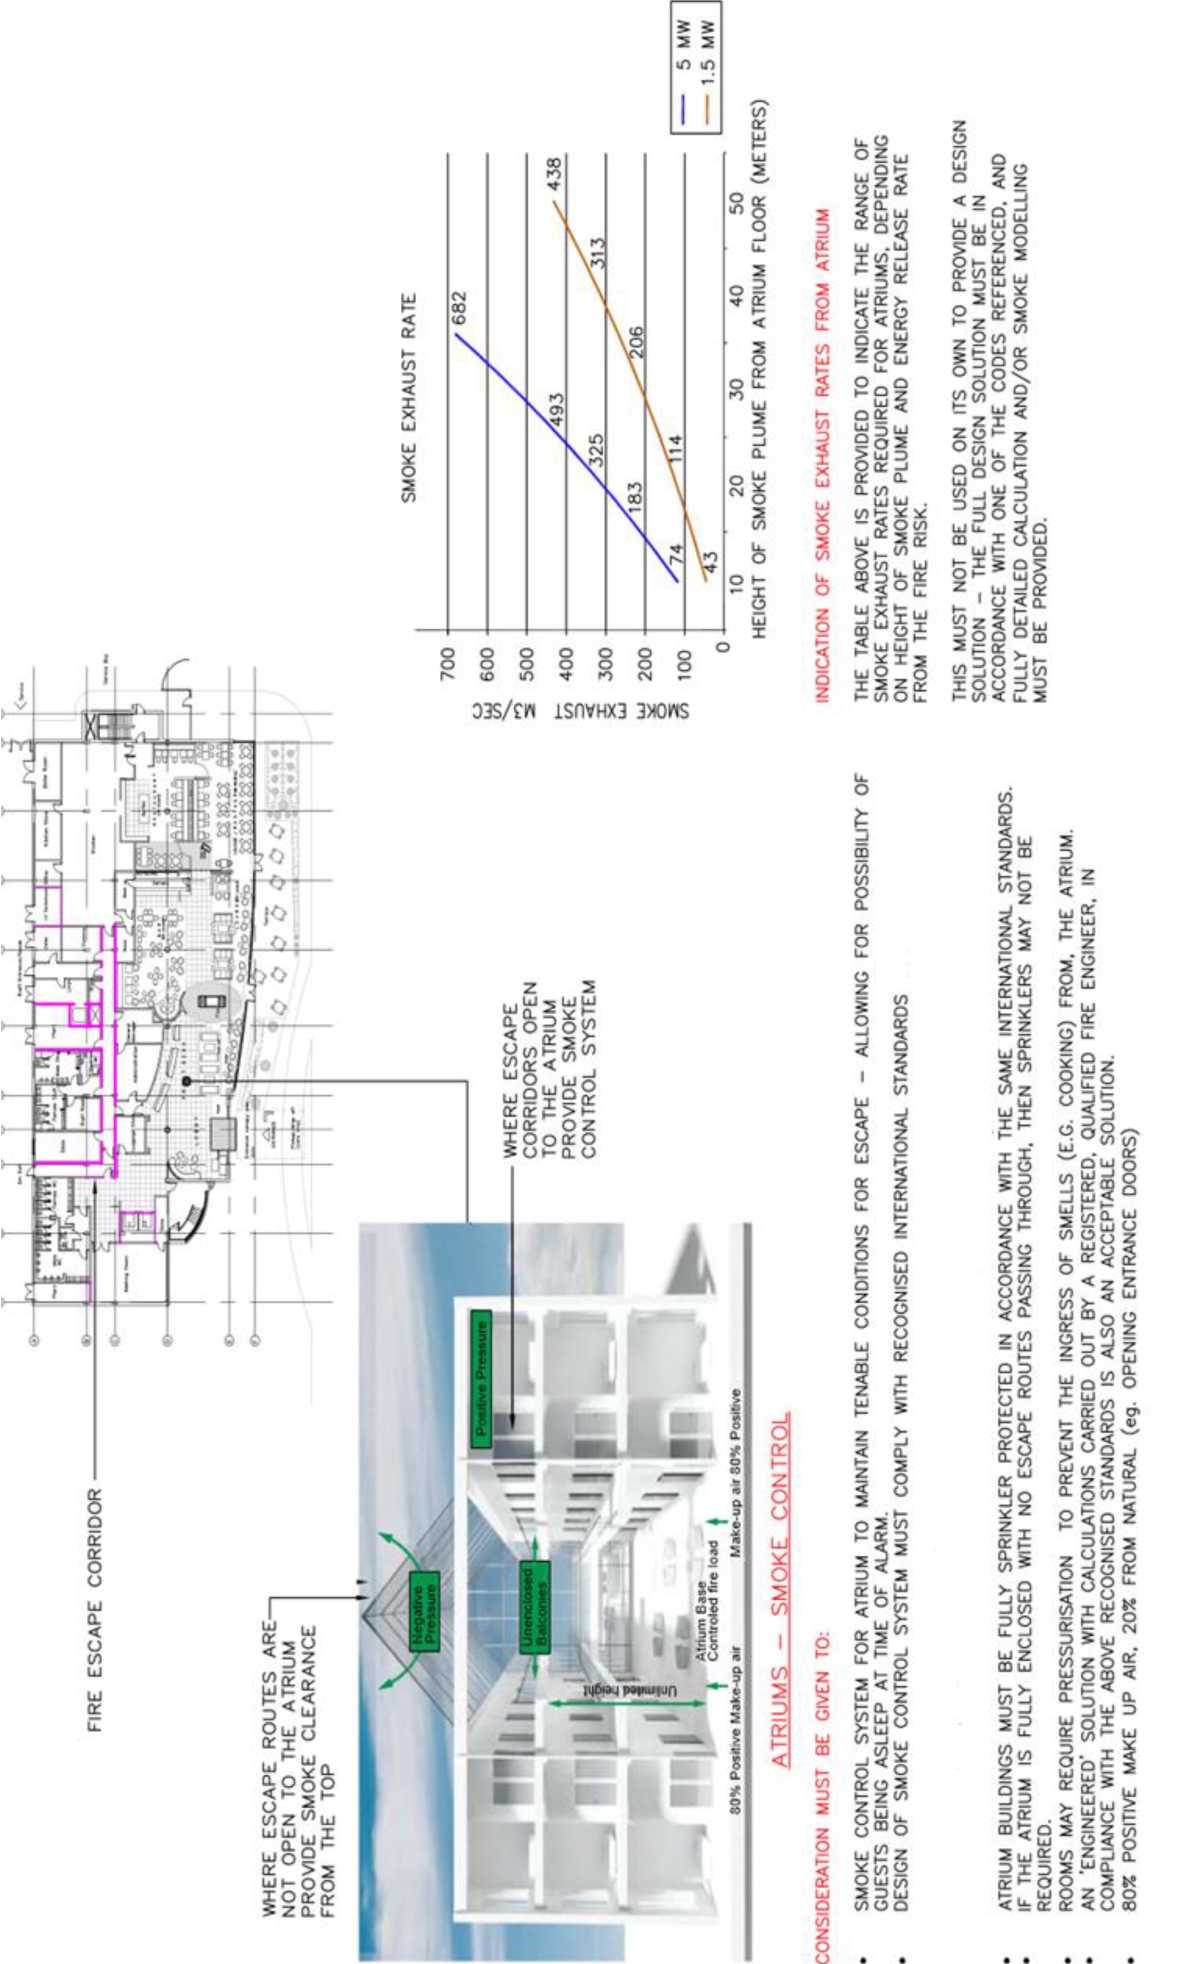 FIRE ESCAPE CORRIDOR
WHERE ESCAPE ROUTES ARE
NOT OPEN TO THE ATRIUM
PROVIDE SMOKE CLEARANCE
FROM THE TOP
WHERE ESCAPE
CORRIDORS OPEN
TO THE ATRIUM
PROVIDE SMOKE
CONTROL SYSTEM
Negative
Pressure
Positive Pressure
Unenclosed
Balconies
Unlimited height
Atrium Base
Controled fire load
80% Positive Make-up air
Make-up air 80% Positive
ATRIUMS – SMOKE CONTROL
CONSIDERATION MUST BE GIVEN TO:
• SMOKE CONTROL SYSTEM FOR ATRIUM TO MAINTAIN TENABLE CONDITIONS FOR ESCAPE – ALLOWING FOR POSSIBILITY OF
GUESTS BEING ASLEEP AT TIME OF ALARM.
• DESIGN OF SMOKE CONTROL SYSTEM MUST COMPLY WITH RECOGNISED INTERNATIONAL STANDARDS
• ATRIUM BUILDINGS MUST BE FULLY SPRINKLER PROTECTED IN ACCORDANCE WITH THE SAME INTERNATIONAL STANDARDS.
• IF THE ATRIUM IS FULLY ENCLOSED WITH NO ESCAPE ROUTES PASSING THROUGH, THEN SPRINKLERS MAY NOT BE
REQUIRED.
• ROOMS MAY REQUIRE PRESSURISATION TO PREVENT THE INGRESS OF SMELLS (E.G. COOKING) FROM, THE ATRIUM.
• AN 'ENGINEERED' SOLUTION WITH CALCULATIONS CARRIED OUT BY A REGISTERED, QUALIFIED FIRE ENGINEER, IN
COMPLIANCE WITH THE ABOVE RECOGNISED STANDARDS IS ALSO AN ACCEPTABLE SOLUTION.
• 80% POSITIVE MAKE UP AIR, 20% FROM NATURAL (eg. OPENING ENTRANCE DOORS)
SMOKE EXHAUST RATE
SMOKE EXHAUST M3/SEC
700
600
500
400
300
200
100
0
682
493
325
183
74
438
313
206
114
43
10 20 30 40 50
HEIGHT OF SMOKE PLUME FROM ATRIUM FLOOR (METERS)
5 MW
1.5 MW
INDICATION OF SMOKE EXHAUST RATES FROM ATRIUM
THE TABLE ABOVE IS PROVIDED TO INDICATE THE RANGE OF
SMOKE EXHAUST RATES REQUIRED FOR ATRIUMS, DEPENDING
ON HEIGHT OF SMOKE PLUME AND ENERGY RELEASE RATE
FROM THE FIRE RISK.
THIS MUST NOT BE USED ON ITS OWN TO PROVIDE A DESIGN
SOLUTION – THE FULL DESIGN SOLUTION MUST BE IN
ACCORDANCE WITH ONE OF THE CODES REFERENCED, AND
FULLY DETAILED CALCULATION AND/OR SMOKE MODELLING
MUST BE PROVIDED.